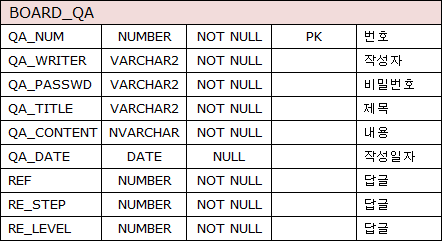 BOARD_QA
QA_NUM NUMBER NOT NULL PK 번호
QA_WRITER VARCHAR2 NOT NULL 작성자
QA_PASSWD VARCHAR2 NOT NULL 비밀번호
QA_TITLE VARCHAR2 NOT NULL 제목
QA_CONTENT NVARCHAR NOT NULL 내용
QA_DATE DATE NULL 작성일자
REF NUMBER NOT NULL 답글
RE_STEP NUMBER NOT NULL 답글
RE_LEVEL NUMBER NOT NULL 답글